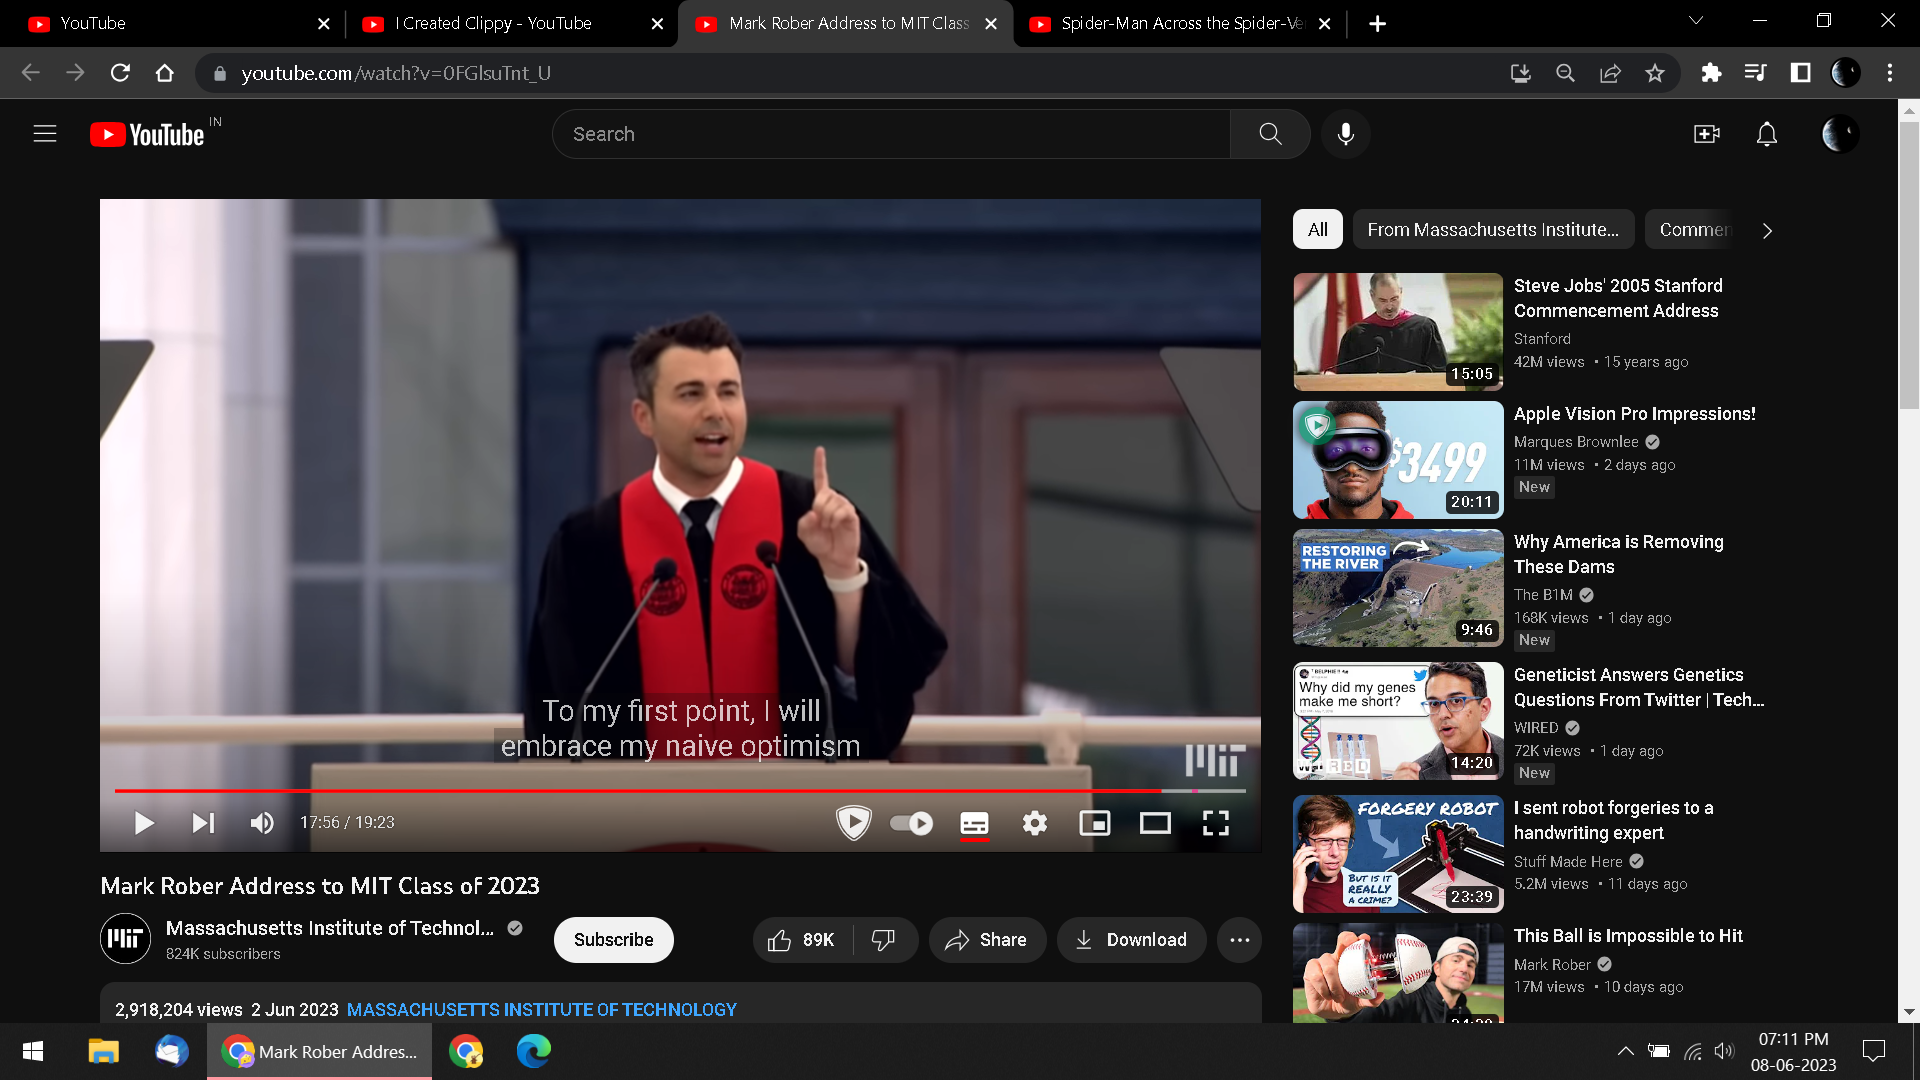 YouTube
I Created Clippy - YouTube
Mark Rober Address to MIT Class
Spider-Man Across the Spider-Ve
youtube.com/watch?v=0FGlsuTnt_U
YouTube IN
Search
All
From Massachusetts Institute...
Commen
To my first point, I will
embrace my naive optimism
MIT
17:56 / 19:23
Mark Rober Address to MIT Class of 2023
Massachusetts Institute of Technol...
824K subscribers
Subscribe
89K
Share
Download
2,918,204 views 2 Jun 2023 MASSACHUSETTS INSTITUTE OF TECHNOLOGY
15:05
Steve Jobs' 2005 Stanford
Commencement Address
Stanford
42M views • 15 years ago
$3499
20:11
Apple Vision Pro Impressions!
Marques Brownlee
11M views • 2 days ago
New
RESTORING
THE RIVER
9:46
Why America is Removing
These Dams
The B1M
168K views • 1 day ago
New
Why did my genes
make me short?
WIRED
14:20
Geneticist Answers Genetics
Questions From Twitter | Tech...
WIRED
72K views • 1 day ago
New
FORGERY ROBOT
BUT IS IT
REALLY
A CRIME?
23:39
I sent robot forgeries to a
handwriting expert
Stuff Made Here
5.2M views • 11 days ago
This Ball is Impossible to Hit
Mark Rober
17M views • 10 days ago
Mark Rober Addres...
07:11 PM
08-06-2023